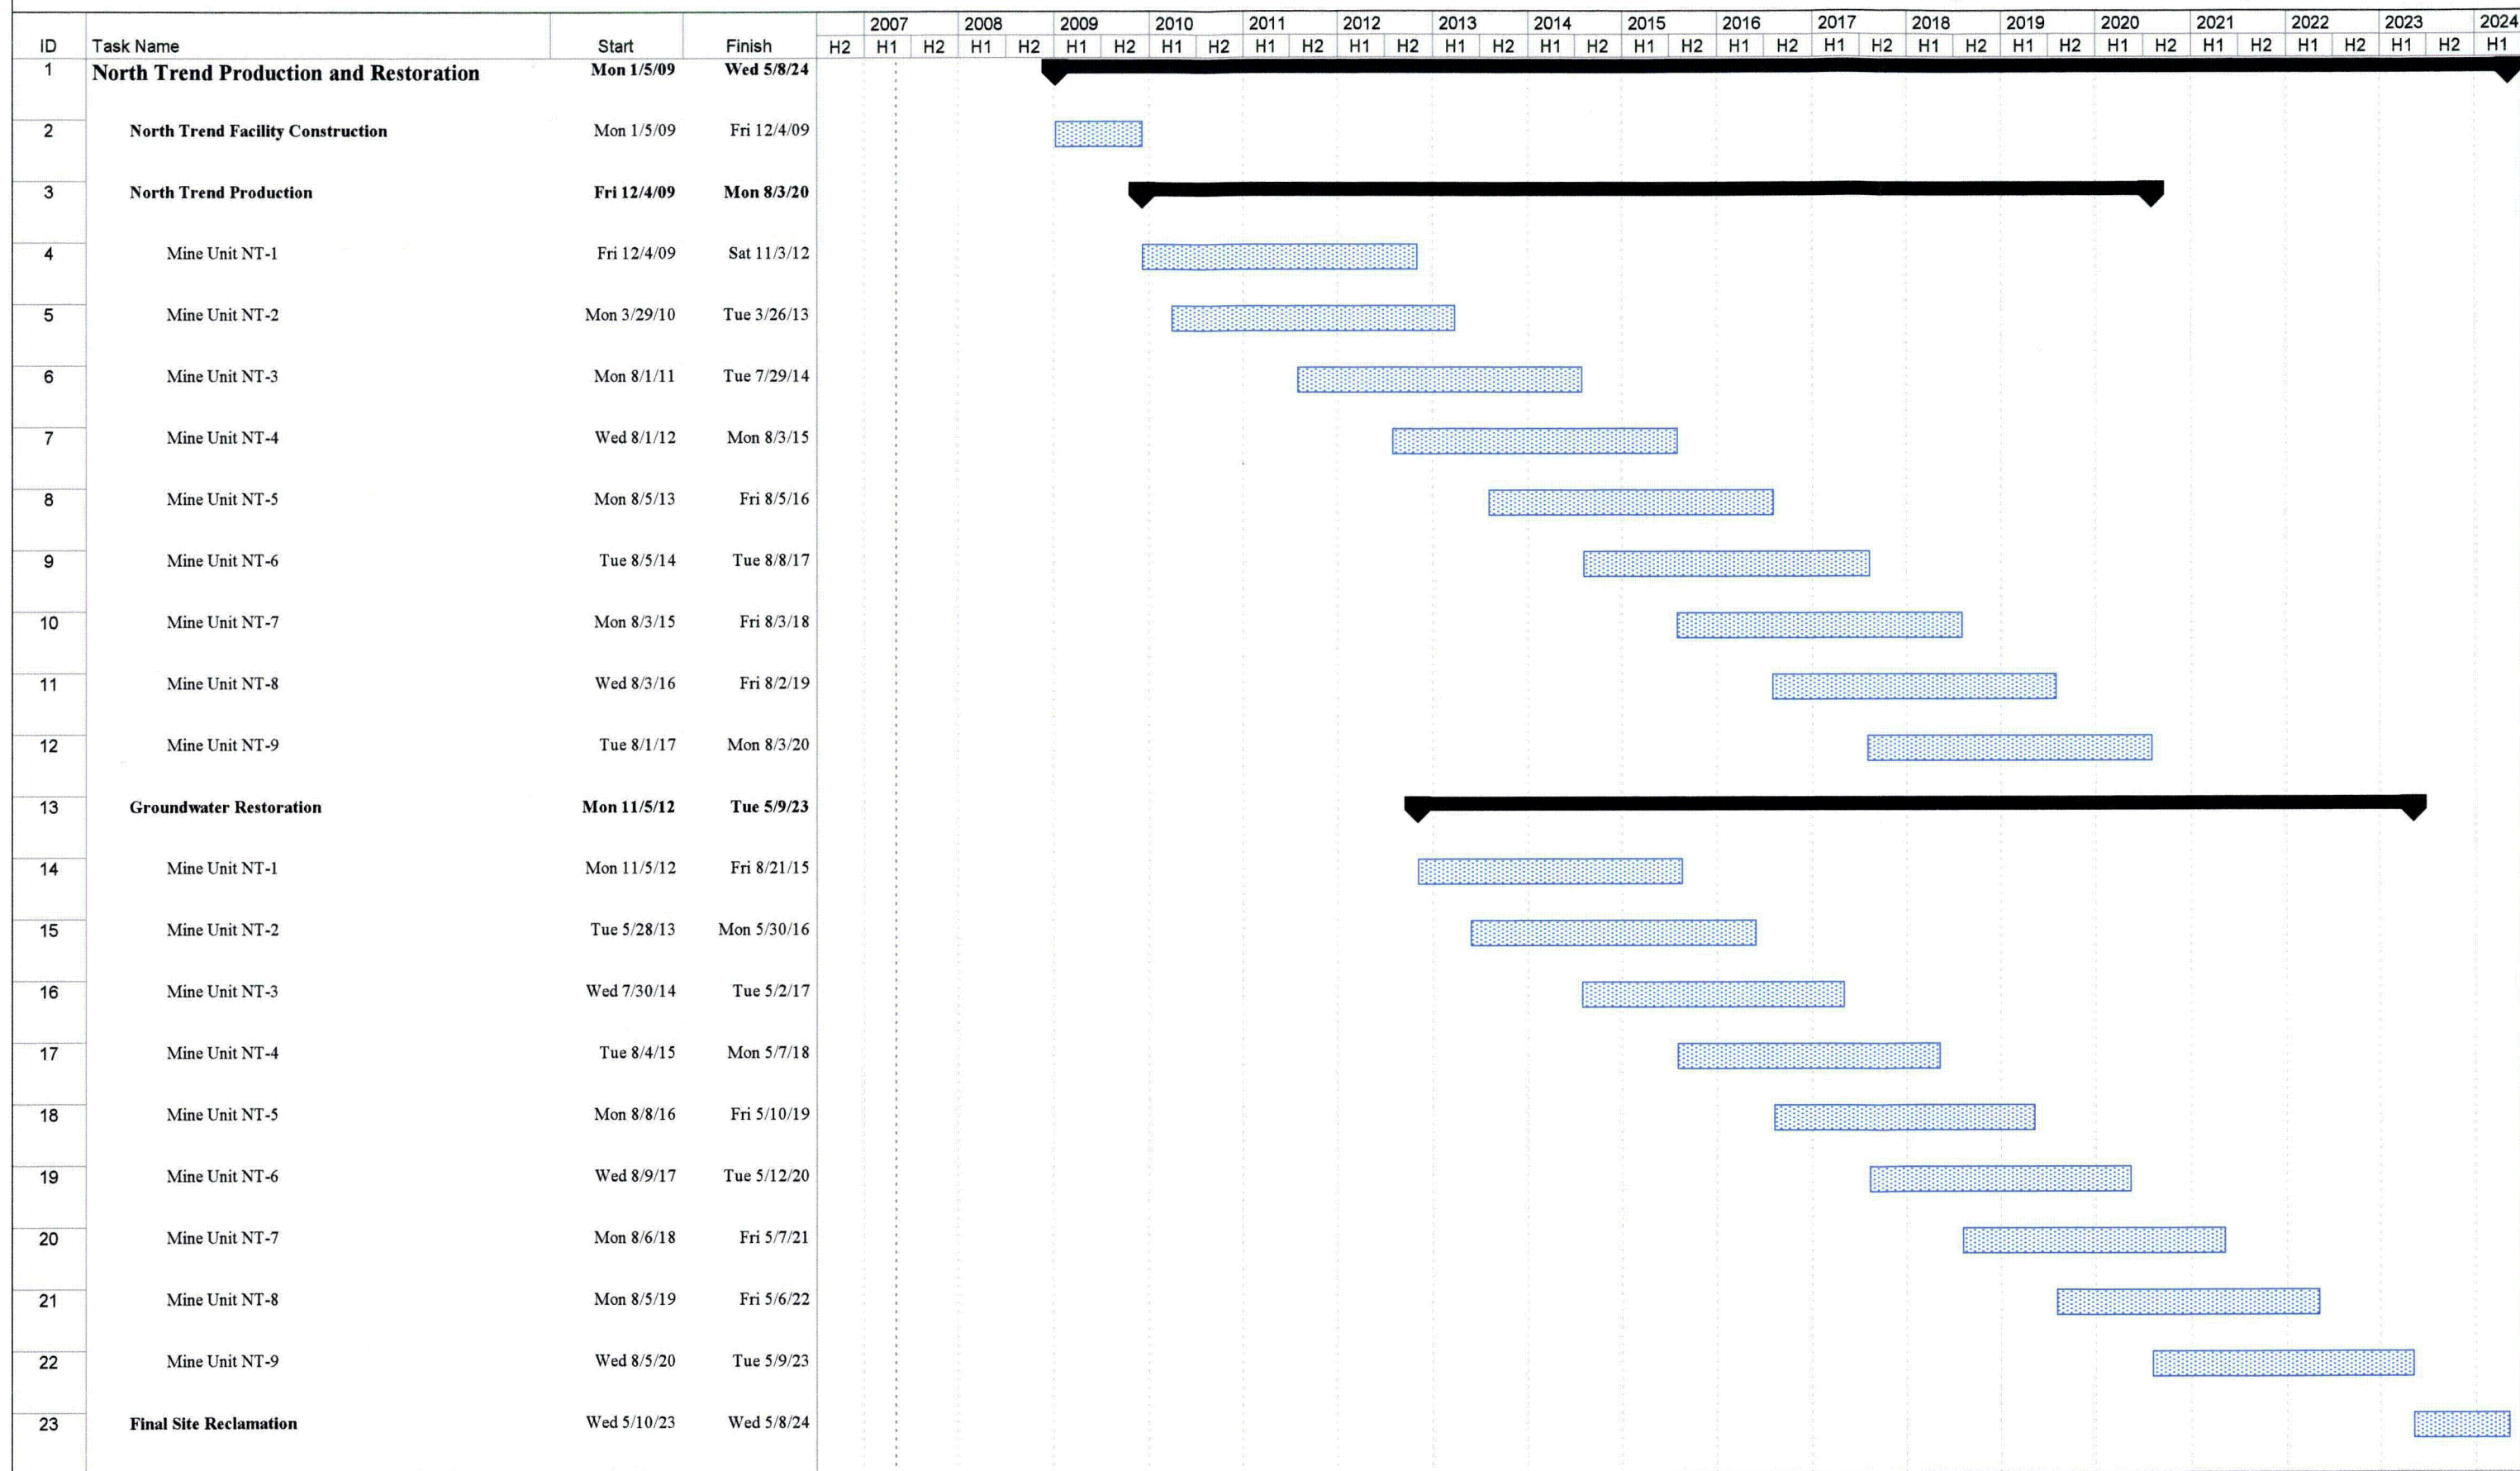 2007 2008 2009 2010 2011 2012 2013 2014 2015 2016 2017 2018 2019 2020 2021 2022 2023 2024
ID Task Name Start Finish H2 H1 H2 H1 H2 H1 H2 H1 H2 H1 H2 H1 H2 H1 H2 H1 H2 H1 H2 H1 H2 H1 H2 H1 H2 H1 H2 H1 H2 H1 H2 H1 H2 H1 H2 H1
1 North Trend Production and Restoration Mon 1/5/09 Wed 5/8/24
2 North Trend Facility Construction Mon 1/5/09 Fri 12/4/09
3 North Trend Production Fri 12/4/09 Mon 8/3/20
4 Mine Unit NT-1 Fri 12/4/09 Sat 11/3/12
5 Mine Unit NT-2 Mon 3/29/10 Tue 3/26/13
6 Mine Unit NT-3 Mon 8/1/11 Tue 7/29/14
7 Mine Unit NT-4 Wed 8/1/12 Mon 8/3/15
8 Mine Unit NT-5 Mon 8/5/13 Fri 8/5/16
9 Mine Unit NT-6 Tue 8/5/14 Tue 8/8/17
10 Mine Unit NT-7 Mon 8/3/15 Fri 8/3/18
11 Mine Unit NT-8 Wed 8/3/16 Fri 8/2/19
12 Mine Unit NT-9 Tue 8/1/17 Mon 8/3/20
13 Groundwater Restoration Mon 11/5/12 Tue 5/9/23
14 Mine Unit NT-1 Mon 11/5/12 Fri 8/21/15
15 Mine Unit NT-2 Tue 5/28/13 Mon 5/30/16
16 Mine Unit NT-3 Wed 7/30/14 Tue 5/2/17
17 Mine Unit NT-4 Tue 8/4/15 Mon 5/7/18
18 Mine Unit NT-5 Mon 8/8/16 Fri 5/10/19
19 Mine Unit NT-6 Wed 8/9/17 Tue 5/12/20
20 Mine Unit NT-7 Mon 8/6/18 Fri 5/7/21
21 Mine Unit NT-8 Mon 8/5/19 Fri 5/6/22
22 Mine Unit NT-9 Wed 8/5/20 Tue 5/9/23
23 Final Site Reclamation Wed 5/10/23 Wed 5/8/24